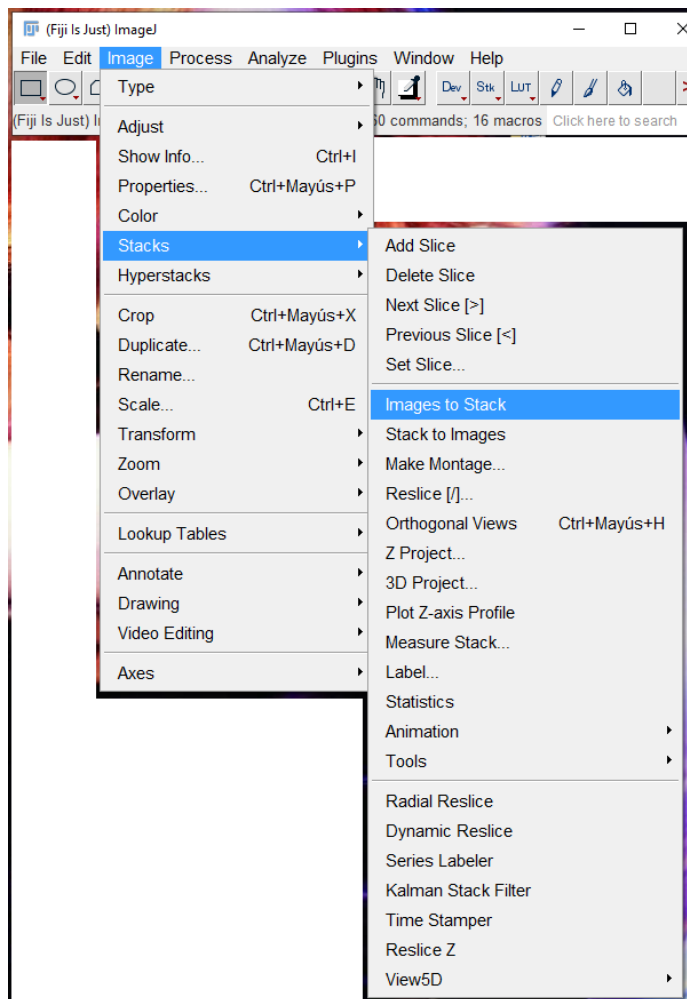 (Fiji Is Just) ImageJ
File Edit Image Process Analyze Plugins Window Help
Dev Stk LUT
(Fiji Is Just) 60 commands; 16 macros Click here to search
Type
Adjust
Show Info... Ctrl+I
Properties... Ctrl+Mayús+P
Color
Stacks
Hyperstacks
Crop Ctrl+Mayús+X
Duplicate... Ctrl+Mayús+D
Rename...
Scale... Ctrl+E
Transform
Zoom
Overlay
Lookup Tables
Annotate
Drawing
Video Editing
Axes
Add Slice
Delete Slice
Next Slice [>]
Previous Slice [<]
Set Slice...
Images to Stack
Stack to Images
Make Montage...
Reslice [/]...
Orthogonal Views Ctrl+Mayús+H
Z Project...
3D Project...
Plot Z-axis Profile
Measure Stack...
Label...
Statistics
Animation
Tools
Radial Reslice
Dynamic Reslice
Series Labeler
Kalman Stack Filter
Time Stamper
Reslice Z
View5D